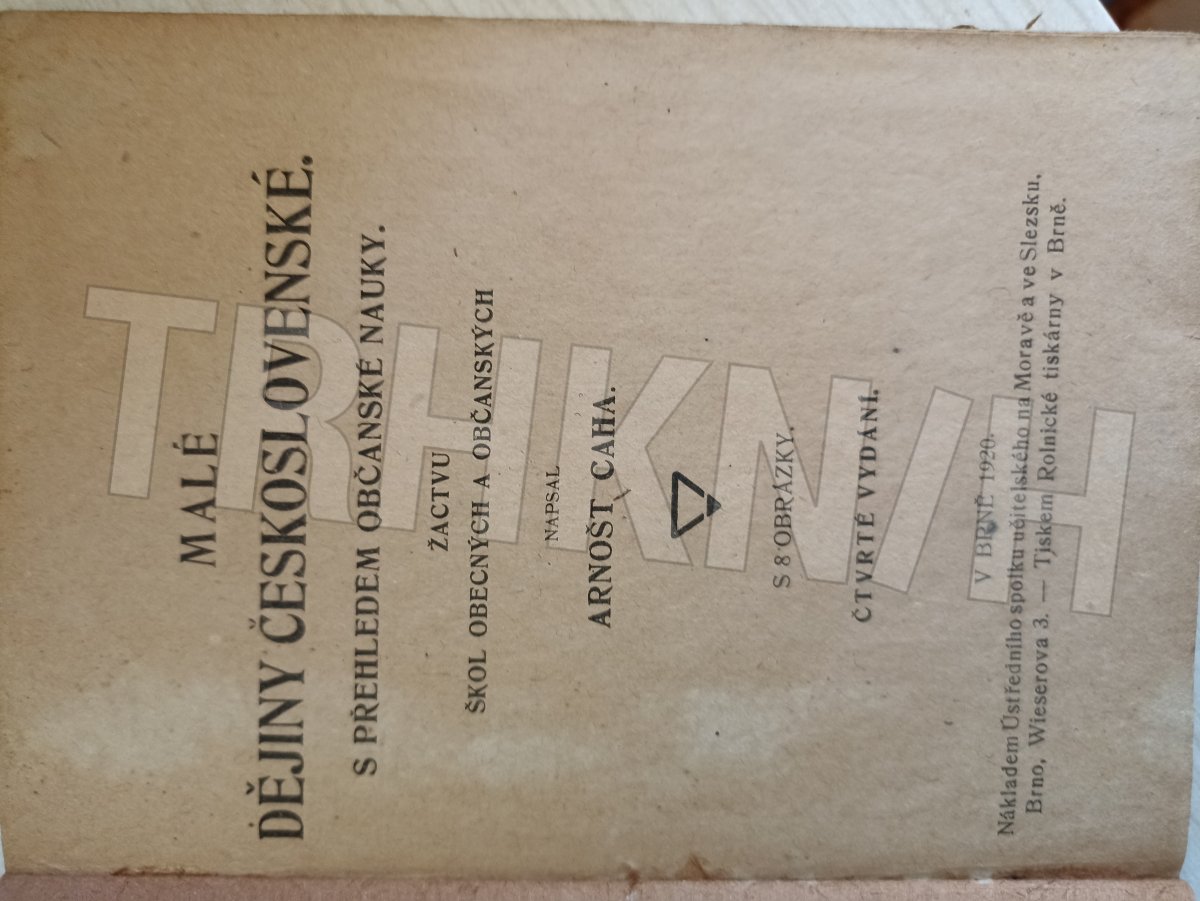 MALÉ
DĚJINY ČESKOSLOVENSKÉ.
S PŘEHLEDEM OBČANSKÉ NAUKY.
ŽACTVU
ŠKOL OBECNÝCH A OBČANSKÝCH
NAPSAL
ARNOŠT CAHA.
S 8 OBRÁZKY.
ČTVRTÉ VYDÁNÍ.
V BRNĚ 1920.
Nákladem Ústředního spolku učitelského na Moravě a ve Slezsku,
Brno, Wieserova 3. — Tiskem Rolnické tiskárny v Brně.
TRHKNIH